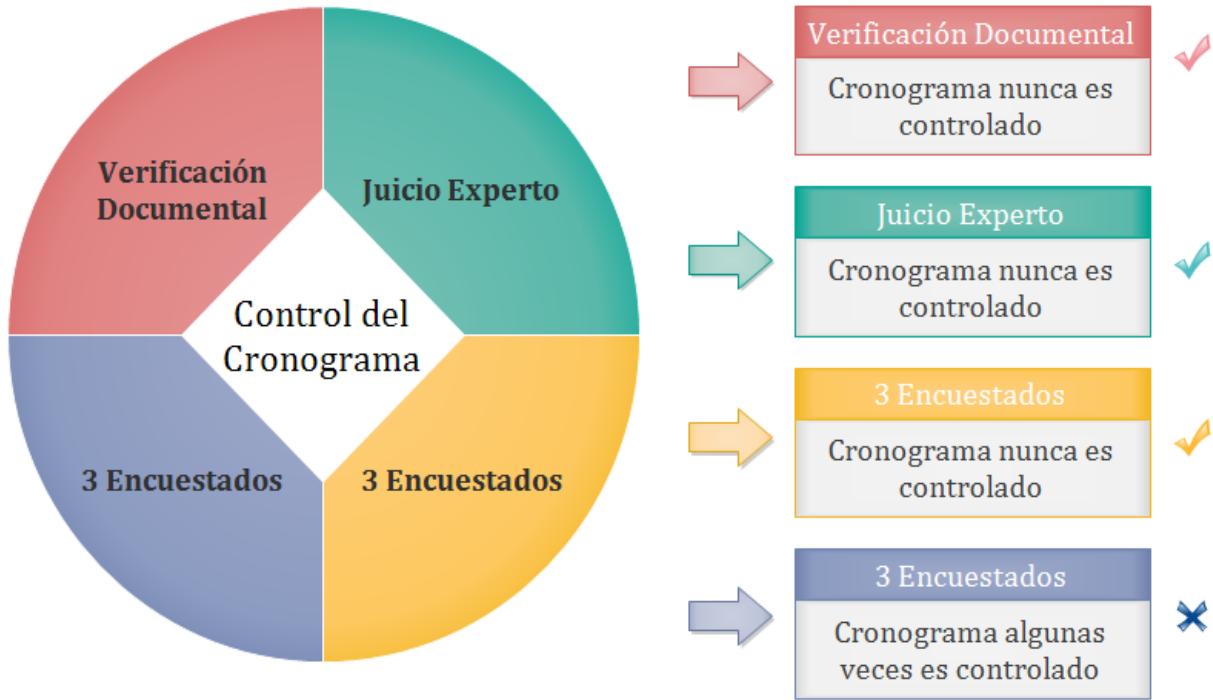 Verificación
Documental
Juicio Experto
Control del
Cronograma
3 Encuestados
3 Encuestados
Verificación Documental
Cronograma nunca es
controlado
Juicio Experto
Cronograma nunca es
controlado
3 Encuestados
Cronograma nunca es
controlado
3 Encuestados
Cronograma algunas
veces es controlado